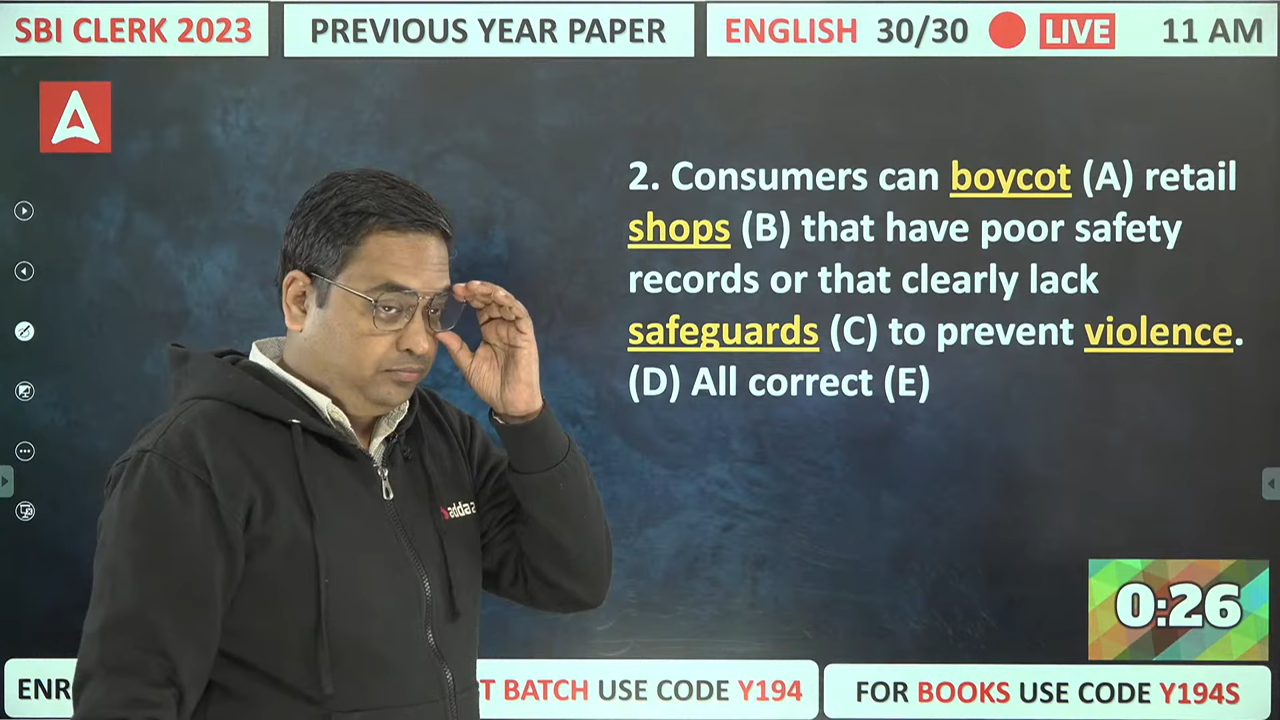 SBI CLERK 2023
PREVIOUS YEAR PAPER
ENGLISH 30/30 LIVE 11 AM
A
2. Consumers can boycot (A) retail
shops (B) that have poor safety
records or that clearly lack
safeguards (C) to prevent violence.
(D) All correct (E)
0:26
T BATCH USE CODE Y194
FOR BOOKS USE CODE Y194S